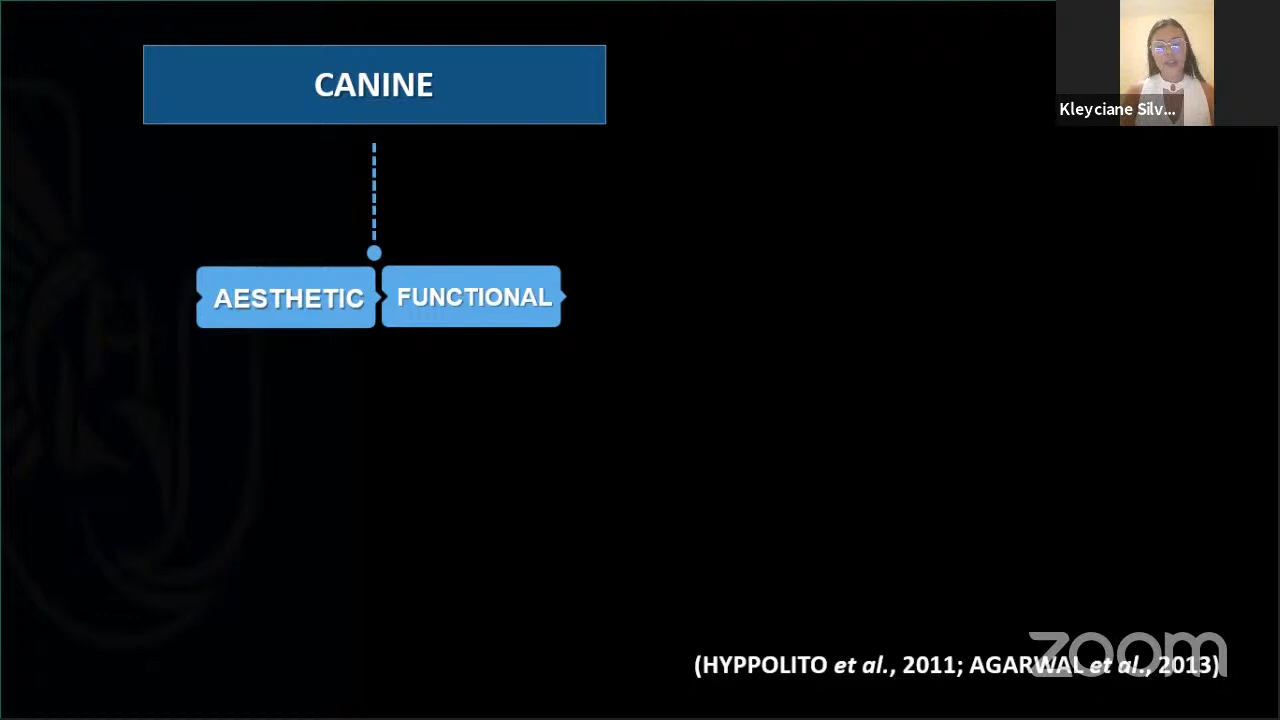 CANINE
Kleyciane Silv...
AESTHETIC FUNCTIONAL
(HYPPOLITO et al., 2011; AGARWAL et al., 2013)
zoom